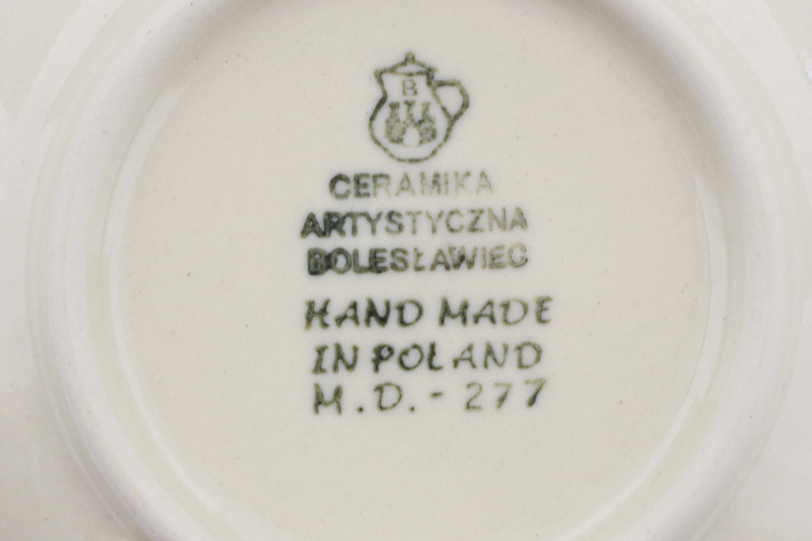 B
CERAMIKA
ARTYSTYCZNA
BOLESŁAWIEC
HAND MADE
IN POLAND
M.D.- 277